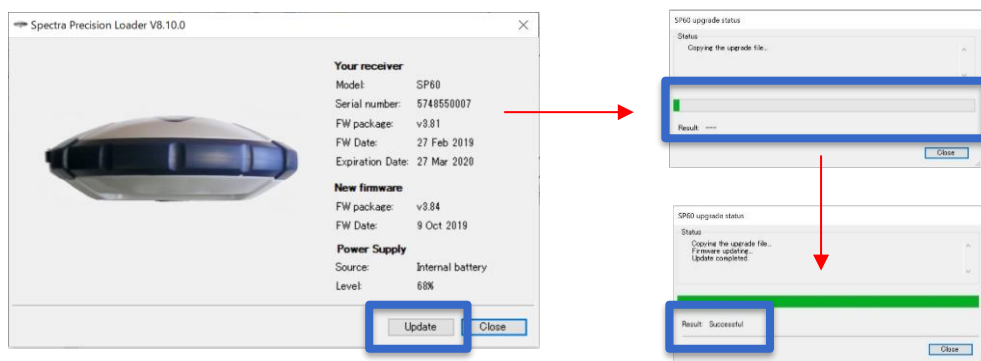 Spectra Precision Loader V8.10.0
Your receiver
Model: SP60
Serial number: 5748550007
FW package: v3.81
FW Date: 27 Feb 2019
Expiration Date: 27 Mar 2020
New firmware
FW package: v3.84
FW Date: 9 Oct 2019
Power Supply
Source: Internal battery
Level: 68%
Update
Close
SP60 upgrade status
Status
Copying the upgrade file...
Result: ----
Close
SP60 upgrade status
Status
Copying the upgrade file...
Firmware updating...
Update completed.
Result: Successful
Close